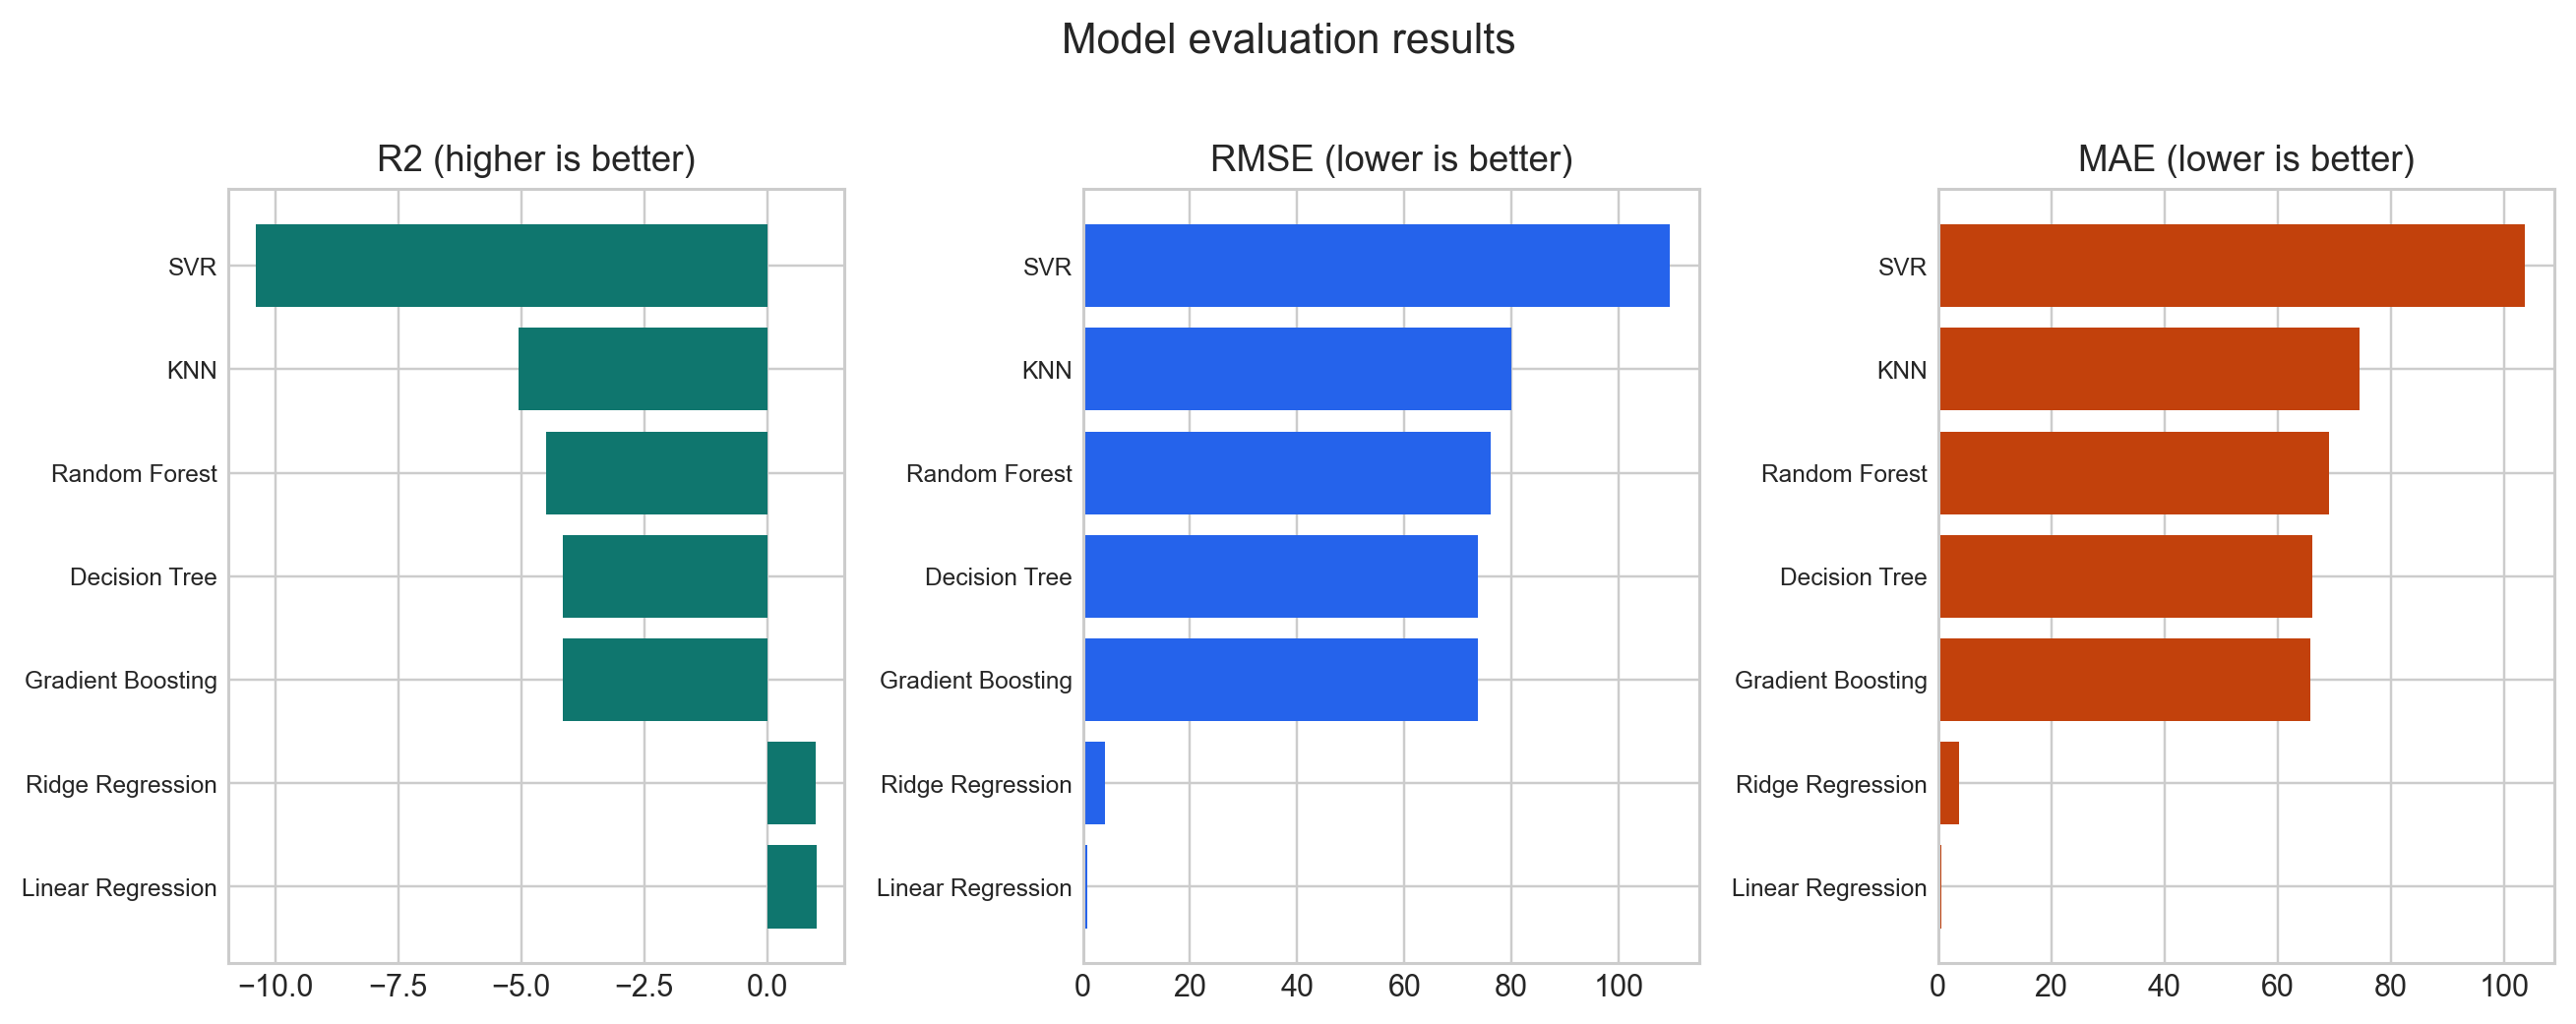 Model evaluation results
R2 (higher is better)
SVR
KNN
Random Forest
Decision Tree
Gradient Boosting
Ridge Regression
Linear Regression
−10.0 −7.5 −5.0 −2.5 0.0
RMSE (lower is better)
SVR
KNN
Random Forest
Decision Tree
Gradient Boosting
Ridge Regression
Linear Regression
0 20 40 60 80 100
MAE (lower is better)
SVR
KNN
Random Forest
Decision Tree
Gradient Boosting
Ridge Regression
Linear Regression
0 20 40 60 80 100